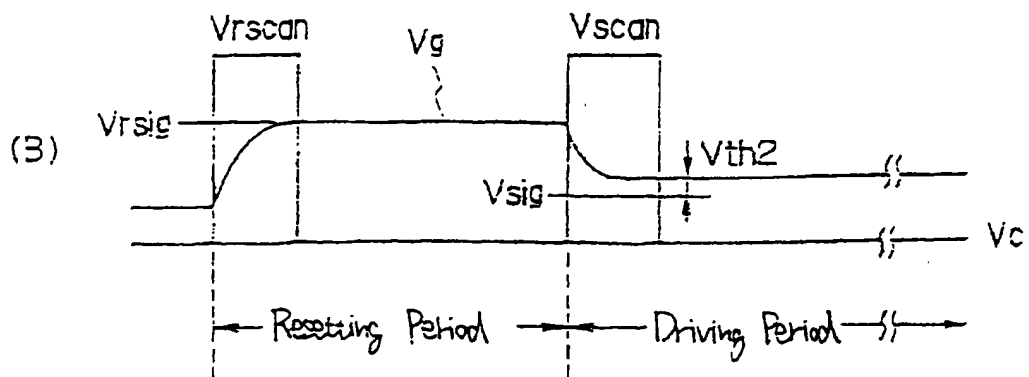 Vrscan
Vg
Vscan
Vrsig
(3)
Vth2
Vsig
Vc
Resetting Period
Driving Period